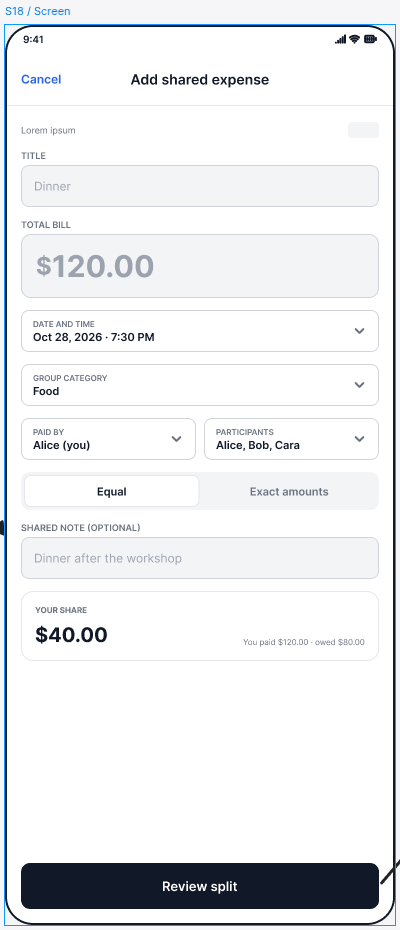 S18 / Screen
9:41
Cancel
Add shared expense
Lorem ipsum
TITLE
Dinner
TOTAL BILL
$120.00
DATE AND TIME
Oct 28, 2026 · 7:30 PM
GROUP CATEGORY
Food
PAID BY
Alice (you)
PARTICIPANTS
Alice, Bob, Cara
Equal
Exact amounts
SHARED NOTE (OPTIONAL)
Dinner after the workshop
YOUR SHARE
$40.00
You paid $120.00 · owed $80.00
Review split